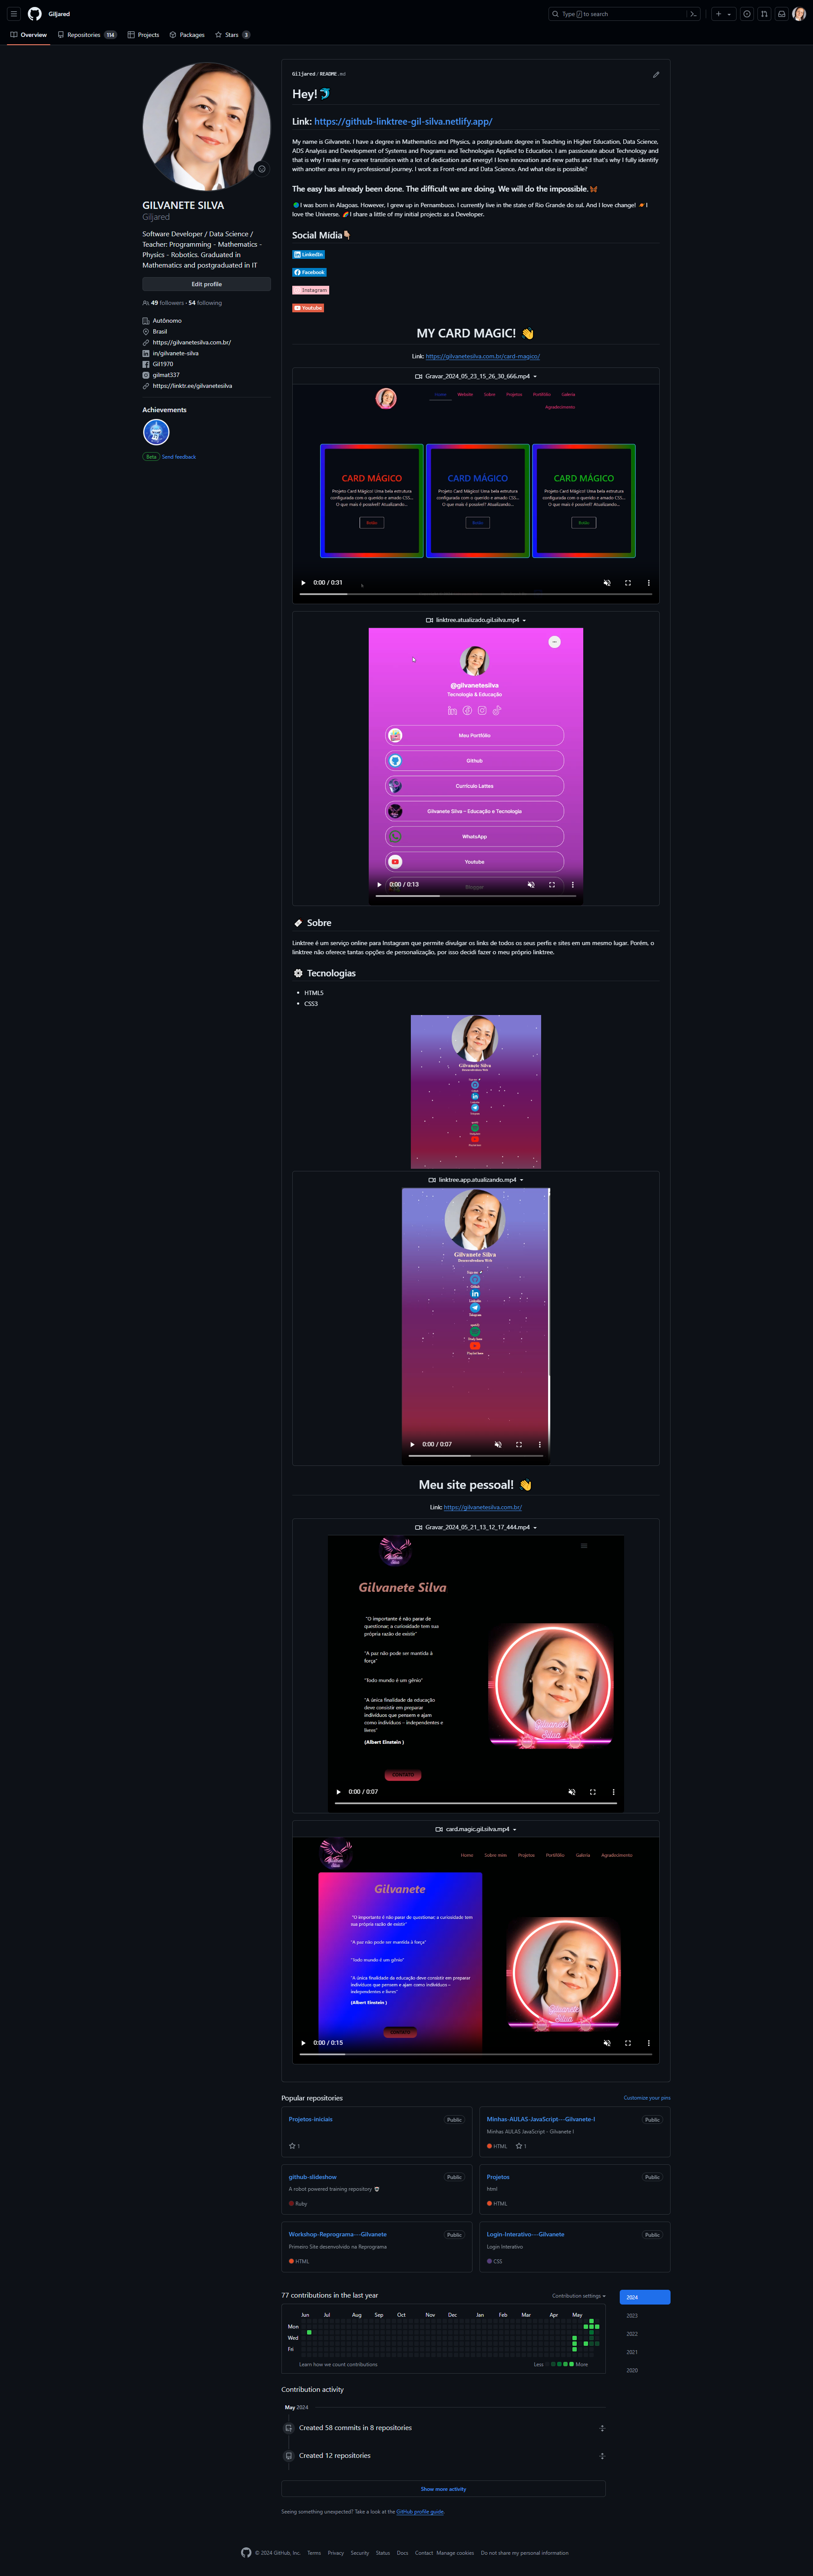 Giljared
Type / to search
Overview
Repositories 114
Projects
Packages
Stars 3
GILVANETE SILVA
Giljared
Software Developer / Data Science /
Teacher: Programming - Mathematics -
Physics - Robotics. Graduated in
Mathematics and postgraduated in IT
Edit profile
49 followers · 54 following
Autônomo
Brasil
https://gilvanetesilva.com.br/
in/gilvanete-silva
Gil1970
gilmat337
https://linktr.ee/gilvanetesilva
Achievements
Beta Send feedback
Giljared / README.md
Hey!
Link: https://github-linktree-gil-silva.netlify.app/
My name is Gilvanete. I have a degree in Mathematics and Physics, a postgraduate degree in Teaching in Higher Education, Data Science,
ADS Analysis and Development of Systems and Programs and Technologies Applied to Education. I am passionate about Technology and
that is why I make my career transition with a lot of dedication and energy! I love innovation and new paths and that's why I fully identify
with another area in my professional journey. I work as Front-end and Data Science. And what else is possible?
The easy has already been done. The difficult we are doing. We will do the impossible.
I was born in Alagoas. However, I grew up in Pernambuco. I currently live in the state of Rio Grande do sul. And I love change! I
love the Universe. I share a little of my initial projects as a Developer.
Social Mídia
LinkedIn
Facebook
Instagram
Youtube
MY CARD MAGIC!
Link: https://gilvanetesilva.com.br/card-magico/
Gravar_2024_05_23_15_26_30_666.mp4
Home Website Sobre Projetos Portifólio Galeria
Agradecimento
CARD MÁGICO
Projeto Card Mágico! Uma bela estrutura
configurada com o querido e amado CSS...
O que mais é possível? Atualizando...
Botão
CARD MÁGICO
Projeto Card Mágico! Uma bela estrutura
configurada com o querido e amado CSS...
O que mais é possível? Atualizando...
Botão
CARD MÁGICO
Projeto Card Mágico! Uma bela estrutura
configurada com o querido e amado CSS...
O que mais é possível? Atualizando...
Botão
0:00 / 0:31
linktree.atualizado.gil.silva.mp4
@gilvanetesilva
Tecnologia & Educação
Meu Portfólio
Github
Currículo Lattes
Gilvanete Silva - Educação e Tecnologia
WhatsApp
Youtube
Blogger
0:00 / 0:13
Sobre
Linktree é um serviço online para Instagram que permite divulgar os links de todos os seus perfis e sites em um mesmo lugar. Porém, o
linktree não oferece tantas opções de personalização, por isso decidi fazer o meu próprio linktree.
Tecnologias
HTML5
CSS3
Gilvanete Silva
Desenvolvedora Web
linktree.app.atualizando.mp4
Gilvanete Silva
Desenvolvedora Web
Github
LinkedIn
Telegram
0:00 / 0:07
Meu site pessoal!
Link: https://gilvanetesilva.com.br/
Gravar_2024_05_21_13_12_17_444.mp4
Gilvanete Silva
"O importante é não parar de
questionar; a curiosidade tem sua
própria razão de existir"
"A paz não pode ser mantida à
força"
"Todo mundo é um gênio"
"A única finalidade da educação
deve consistir em preparar
indivíduos que pensem e ajam
como indivíduos – independentes e
livres"
(Albert Einstein )
CONTATO
Gilvanete
Silva
0:00 / 0:07
card.magic.gil.silva.mp4
Home Sobre mim Projetos Portifólio Galeria Agradecimento
Gilvanete
"O importante é não parar de questionar; a curiosidade tem
sua própria razão de existir"
"A paz não pode ser mantida à força"
"Todo mundo é um gênio"
"A única finalidade da educação deve consistir em preparar
indivíduos que pensem e ajam como indivíduos –
independentes e livres"
(Albert Einstein )
Gilvanete
Silva
0:00 / 0:15
Popular repositories
Customize your pins
Projetos-iniciais Public
1
Minhas-AULAS-JavaScript---Gilvanete-I Public
Minhas AULAS JavaScript - Gilvanete I
HTML 1
github-slideshow Public
A robot powered training repository
Ruby
Projetos Public
html
HTML
Workshop-Reprograma---Gilvanete Public
Primeiro Site desenvolvido na Reprograma
HTML
Login-Interativo---Gilvanete Public
Login Interativo
CSS
77 contributions in the last year
Contribution settings
2024
2023
2022
2021
2020
Jun Jul Aug Sep Oct Nov Dec Jan Feb Mar Apr May
Mon
Wed
Fri
Learn how we count contributions
Less More
Contribution activity
May 2024
Created 58 commits in 8 repositories
Created 12 repositories
Show more activity
Seeing something unexpected? Take a look at the GitHub profile guide.
© 2024 GitHub, Inc. Terms Privacy Security Status Docs Contact Manage cookies Do not share my personal information